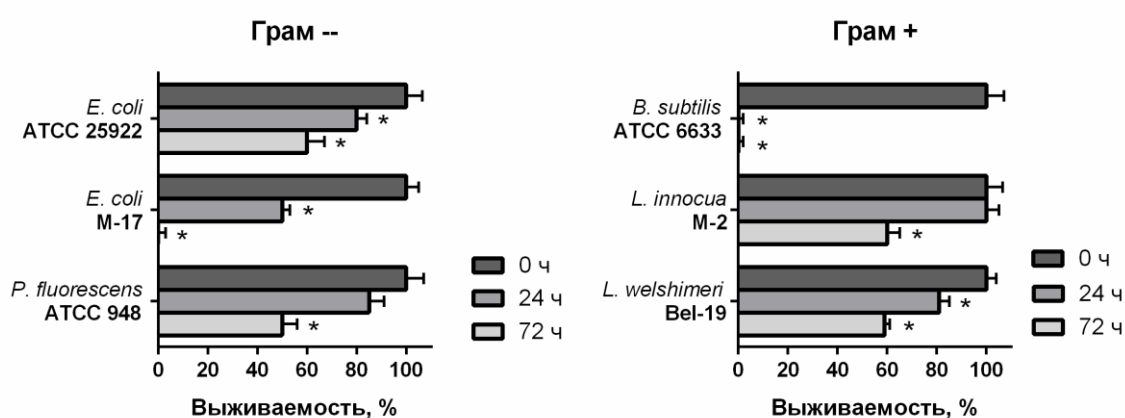 Грам --
E. coli
ATCC 25922
*
*
E. coli
М-17
*
*
P. fluorescens
ATCC 948
*
0 ч
24 ч
72 ч
0 20 40 60 80 100
Выживаемость, %
Грам +
B. subtilis
ATCC 6633
*
*
L. innocua
М-2
*
L. welshimeri
Bel-19
*
*
0 ч
24 ч
72 ч
0 20 40 60 80 100
Выживаемость, %